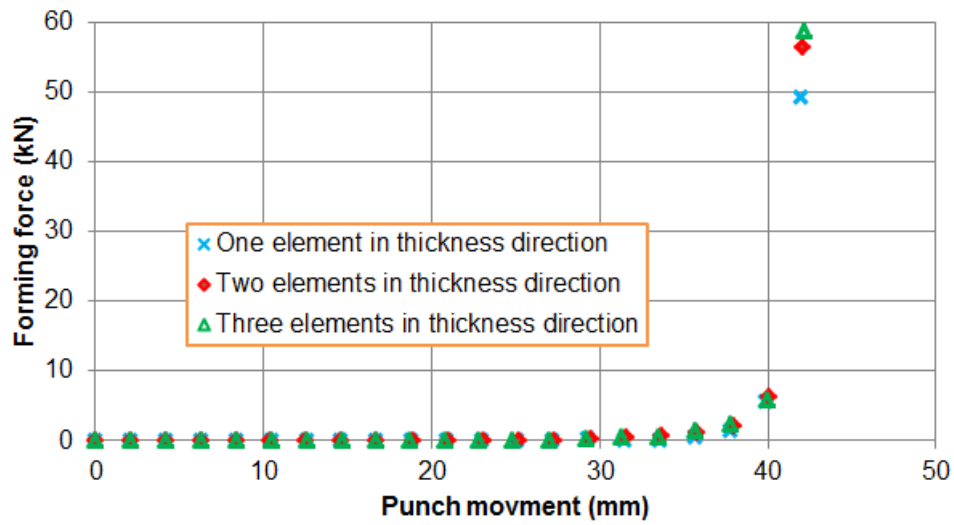 60
50
40
30
20
10
0
Forming force (kN)
One element in thickness direction
Two elements in thickness direction
Three elements in thickness direction
0 10 20 30 40 50
Punch movment (mm)